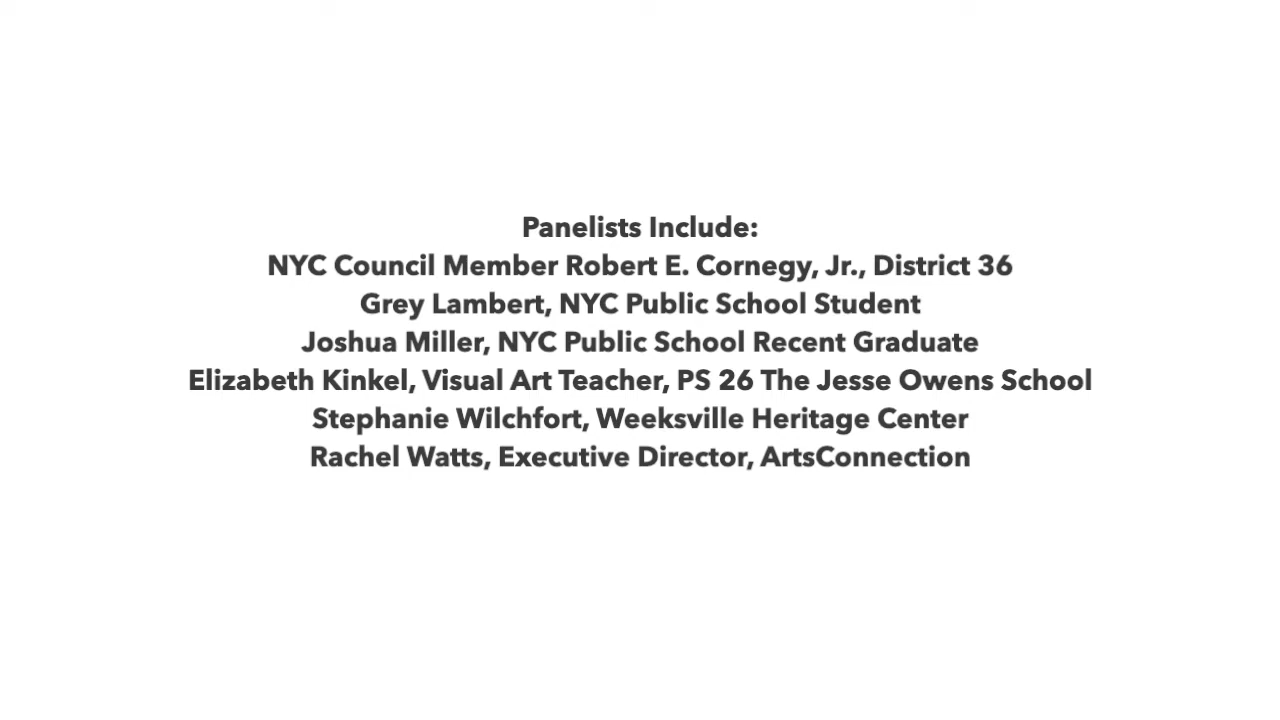 Panelists Include:
NYC Council Member Robert E. Cornegy, Jr., District 36
Grey Lambert, NYC Public School Student
Joshua Miller, NYC Public School Recent Graduate
Elizabeth Kinkel, Visual Art Teacher, PS 26 The Jesse Owens School
Stephanie Wilchfort, Weeksville Heritage Center
Rachel Watts, Executive Director, ArtsConnection